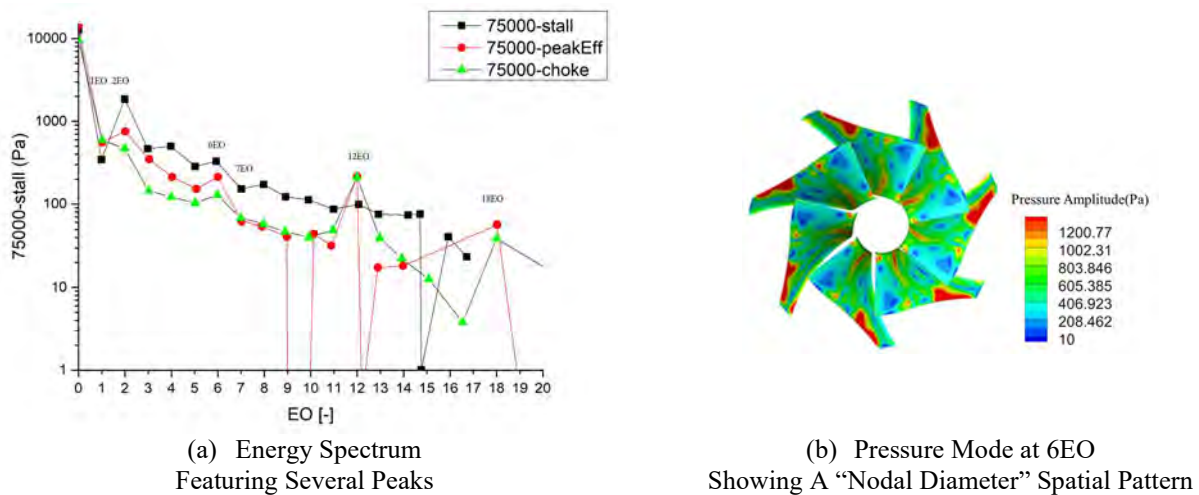 75000-stall
75000-peakEff
75000-choke
10000
1000
100
10
1
75000-stall (Pa)
1EO 2EO
6EO
7EO
12EO
18EO
0 1 2 3 4 5 6 7 8 9 10 11 12 13 14 15 16 17 18 19 20
EO [-]
Pressure Amplitude(Pa)
1200.77
1002.31
803.846
605.385
406.923
208.462
10
(a) Energy Spectrum
Featuring Several Peaks
(b) Pressure Mode at 6EO
Showing A “Nodal Diameter” Spatial Pattern